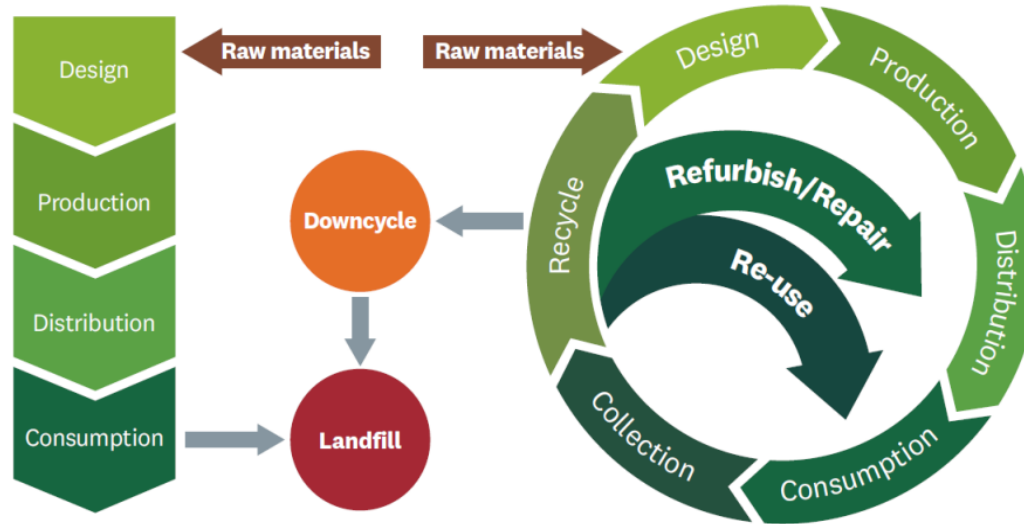 Design
Production
Distribution
Consumption
Raw materials
Raw materials
Downcycle
Landfill
Design
Production
Distribution
Consumption
Collection
Recycle
Refurbish/Repair
Re-use